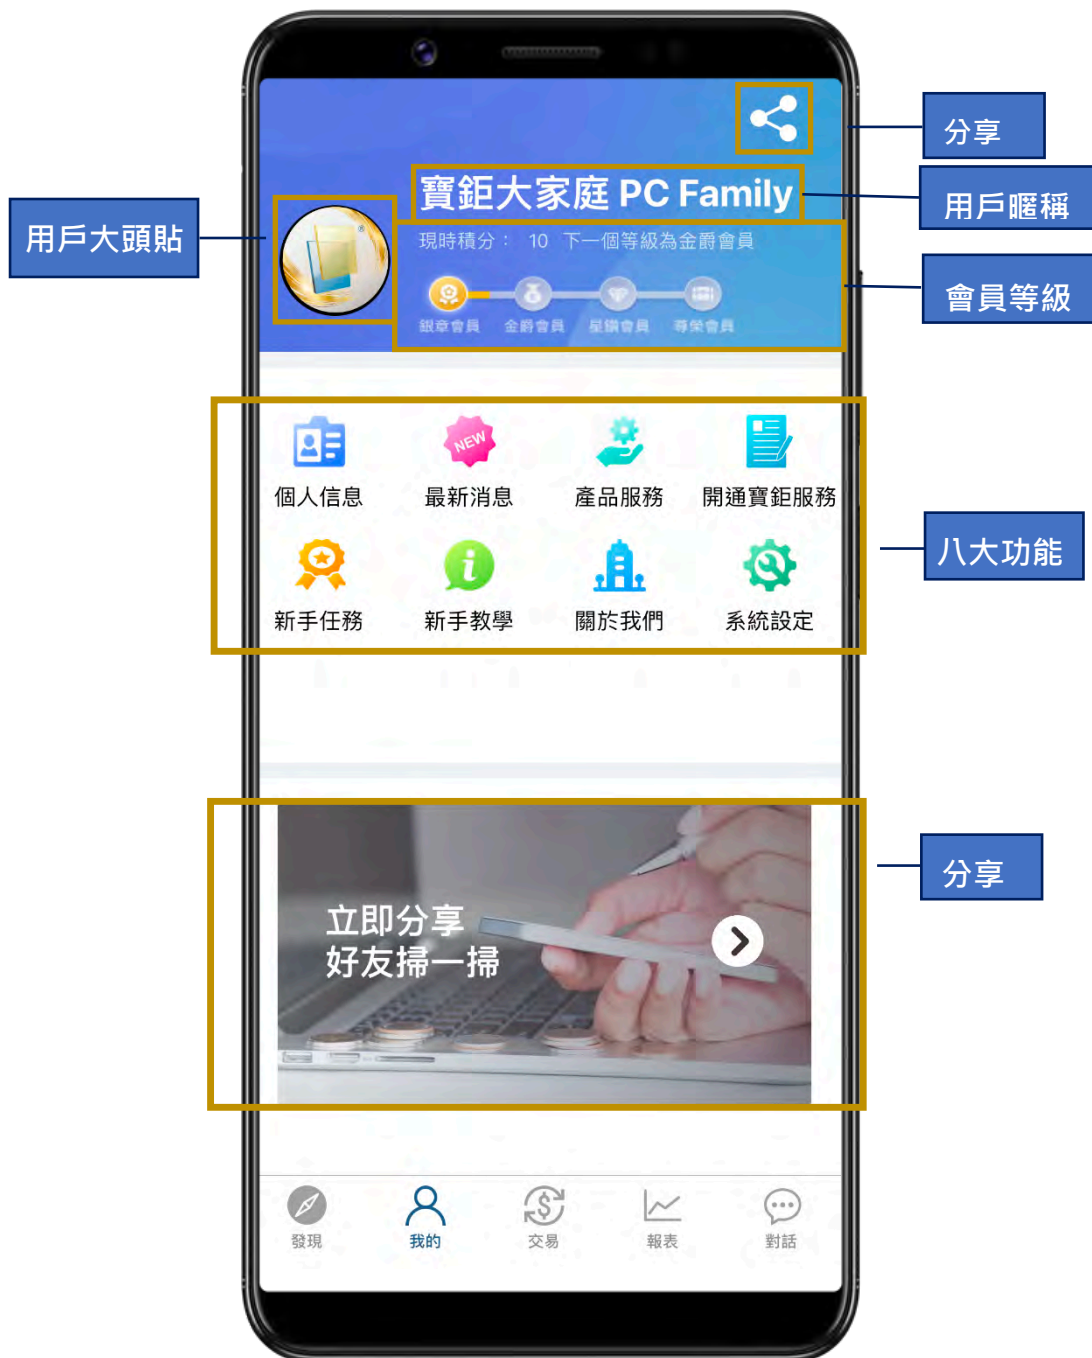 分享
寶鉅大家庭 PC Family
用戶暱稱
用戶大頭貼
現時積分： 10 下一個等級為金爵會員
會員等級
銀章會員 金爵會員 星鑽會員 尊榮會員
NEW
個人信息 最新消息 產品服務 開通寶鉅服務
八大功能
i
新手任務 新手教學 關於我們 系統設定
分享
立即分享
好友掃一掃
發現 我的 交易 報表 對話